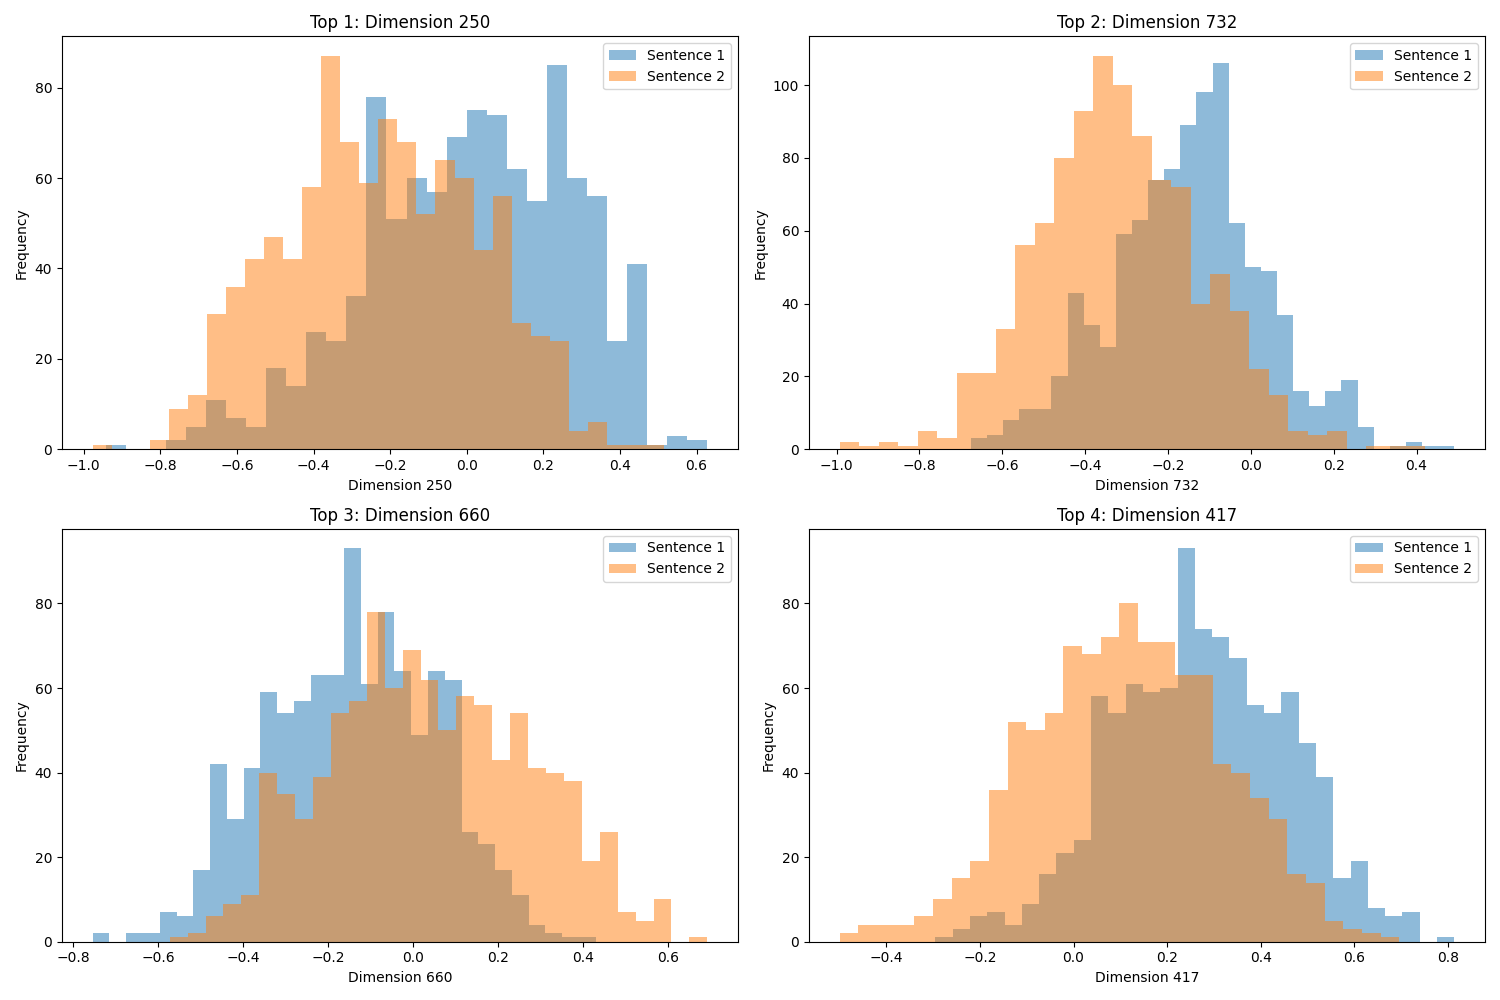 Top 1: Dimension 250
Sentence 1
Sentence 2
Frequency
80
60
40
20
0
−1.0 −0.8 −0.6 −0.4 −0.2 0.0 0.2 0.4 0.6
Dimension 250
Top 2: Dimension 732
Sentence 1
Sentence 2
Frequency
100
80
60
40
20
0
−1.0 −0.8 −0.6 −0.4 −0.2 0.0 0.2 0.4
Dimension 732
Top 3: Dimension 660
Sentence 1
Sentence 2
Frequency
80
60
40
20
0
−0.8 −0.6 −0.4 −0.2 0.0 0.2 0.4 0.6
Dimension 660
Top 4: Dimension 417
Sentence 1
Sentence 2
Frequency
80
60
40
20
0
−0.4 −0.2 0.0 0.2 0.4 0.6 0.8
Dimension 417